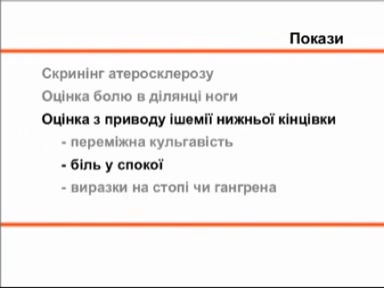 Покази
Скринінг атеросклерозу
Оцінка болю в ділянці ноги
Оцінка з приводу ішемії нижньої кінцівки
- переміжна кульгавість
- біль у спокої
- виразки на стопі чи гангрена